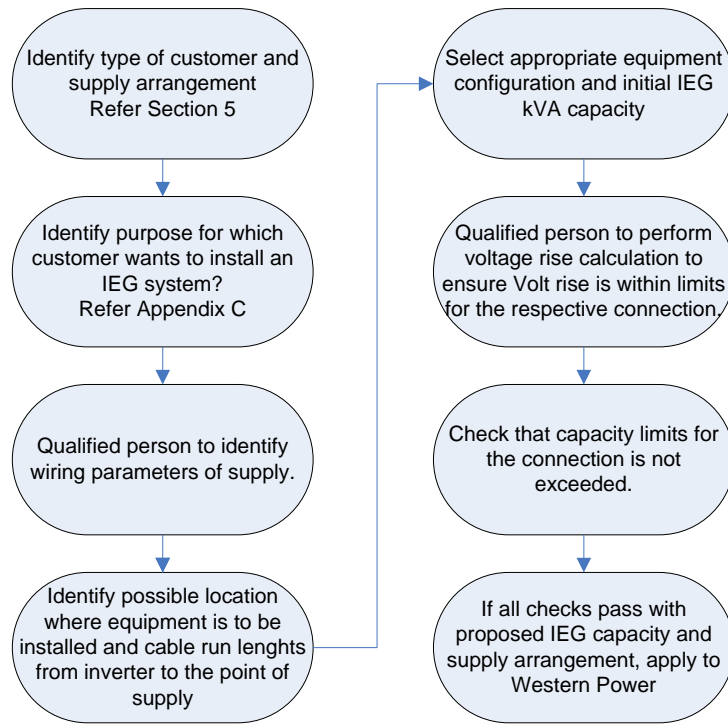 Identify type of customer and
supply arrangement
Refer Section 5
Identify purpose for which
customer wants to install an
IEG system?
Refer Appendix C
Qualified person to identify
wiring parameters of supply.
Identify possible location
where equipment is to be
installed and cable run lenghts
from inverter to the point of
supply
Select appropriate equipment
configuration and initial IEG
kVA capacity
Qualified person to perform
voltage rise calculation to
ensure Volt rise is within limits
for the respective connection.
Check that capacity limits for
the connection is not
exceeded.
If all checks pass with
proposed IEG capacity and
supply arrangement, apply to
Western Power